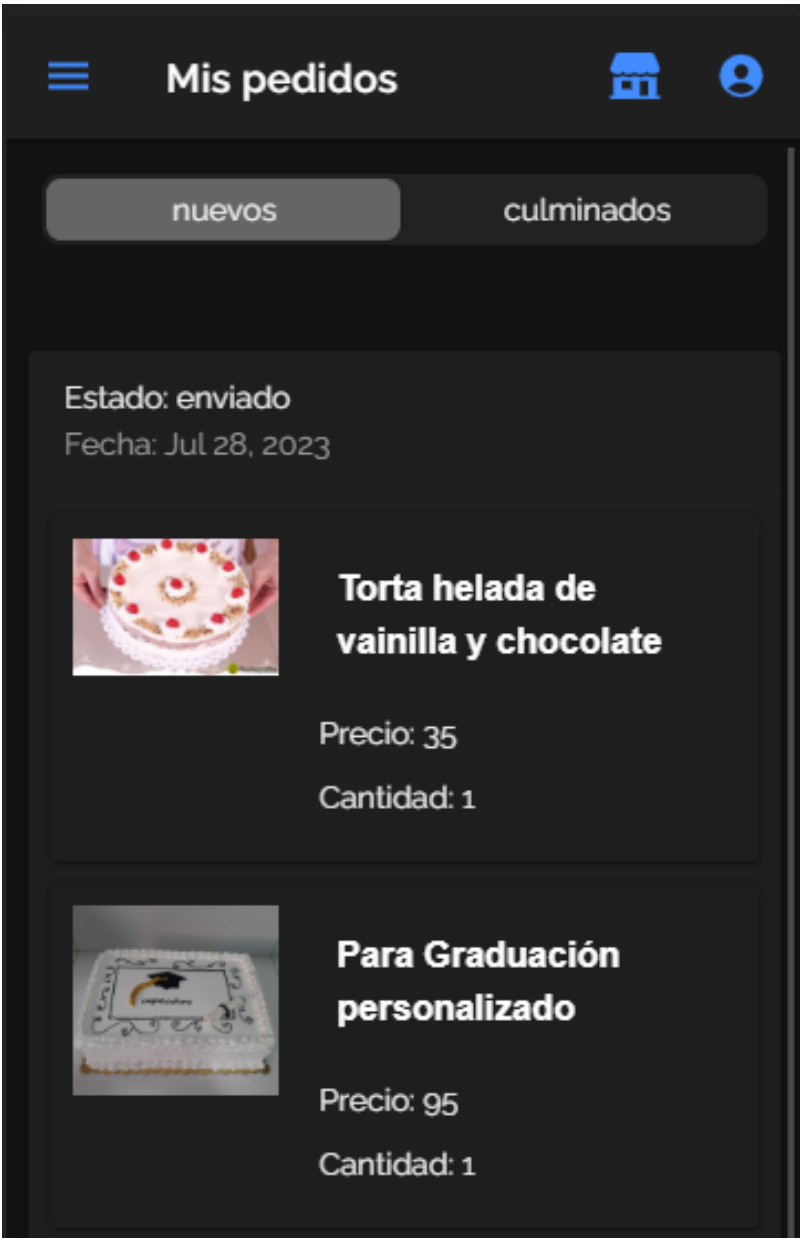 Mis pedidos
nuevos culminados
Estado: enviado
Fecha: Jul 28, 2023
Torta helada de
vainilla y chocolate
Precio: 35
Cantidad: 1
Para Graduación
personalizado
Precio: 95
Cantidad: 1